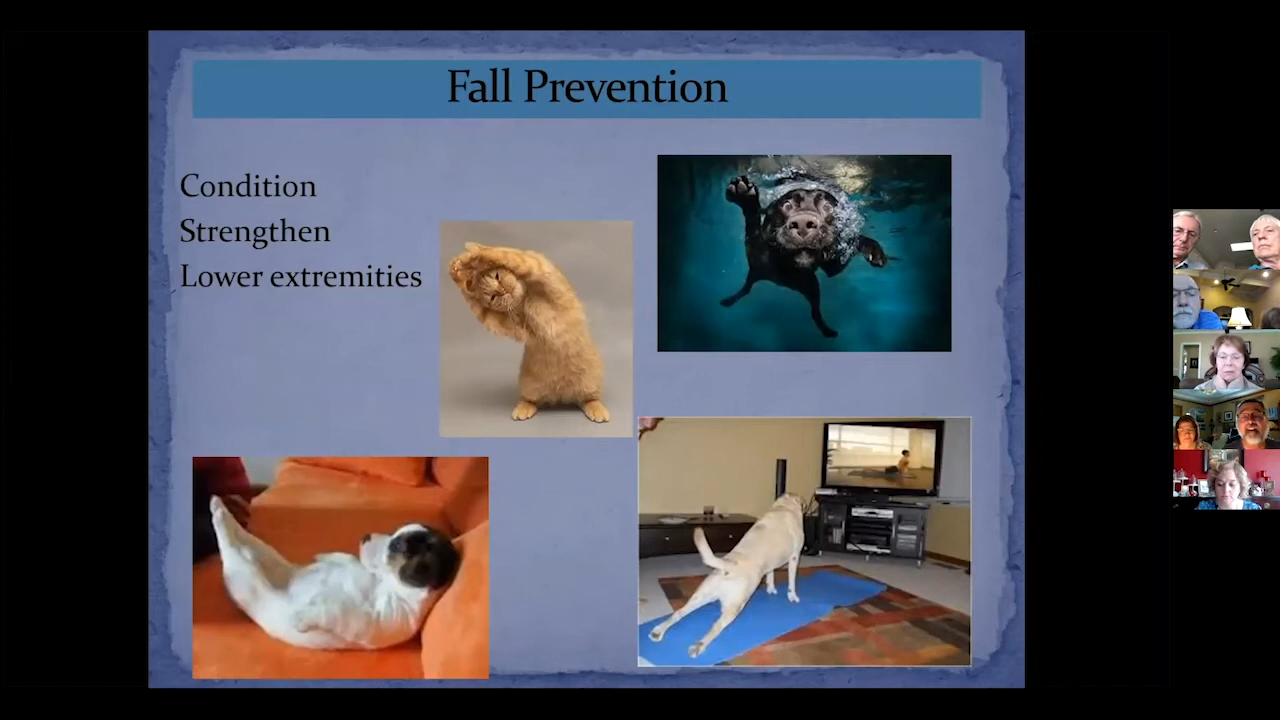 Fall Prevention
Condition
Strengthen
Lower extremities